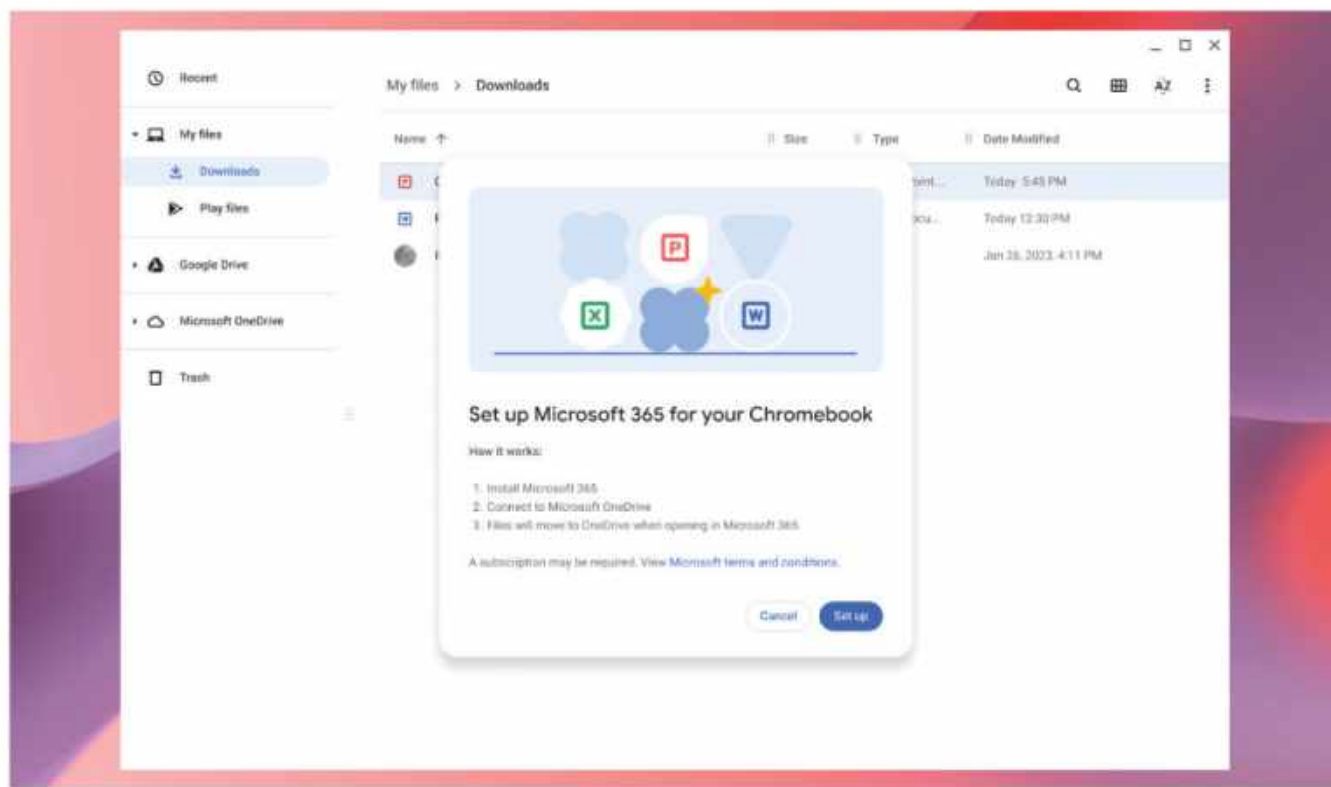 Recent
My files > Downloads
My files
Name ↑ Size Type Date Modified
Downloads
Today 5:45 PM
Play files
Today 12:30 PM
Google Drive
Jan 26, 2023, 4:11 PM
P
Microsoft OneDrive
X W
Trash
Set up Microsoft 365 for your Chromebook
How it works:
1. Install Microsoft 365
2. Connect to Microsoft OneDrive
3. Files will move to OneDrive when opening in Microsoft 365
A subscription may be required. View Microsoft terms and conditions.
Cancel Set up